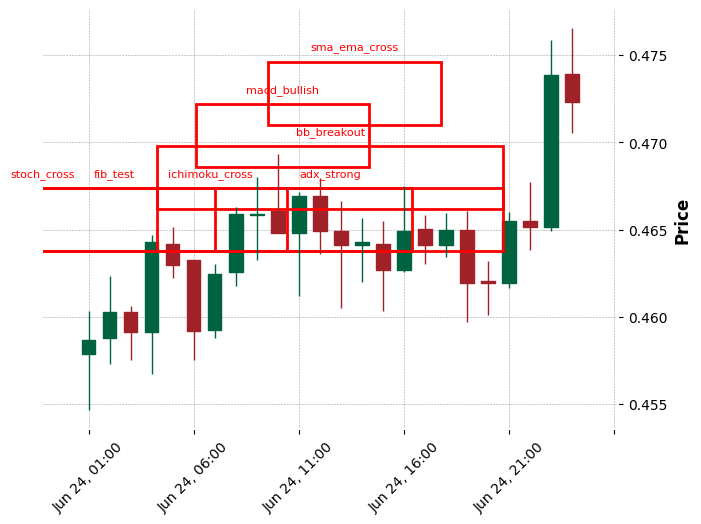 sma_ema_cross
0.475
macd_bullish
bb_breakout
0.470
stoch_cross
fib_test
ichimoku_cross
adx_strong
0.465
Price
0.460
0.455
Jun 24, 01:00
Jun 24, 06:00
Jun 24, 11:00
Jun 24, 16:00
Jun 24, 21:00